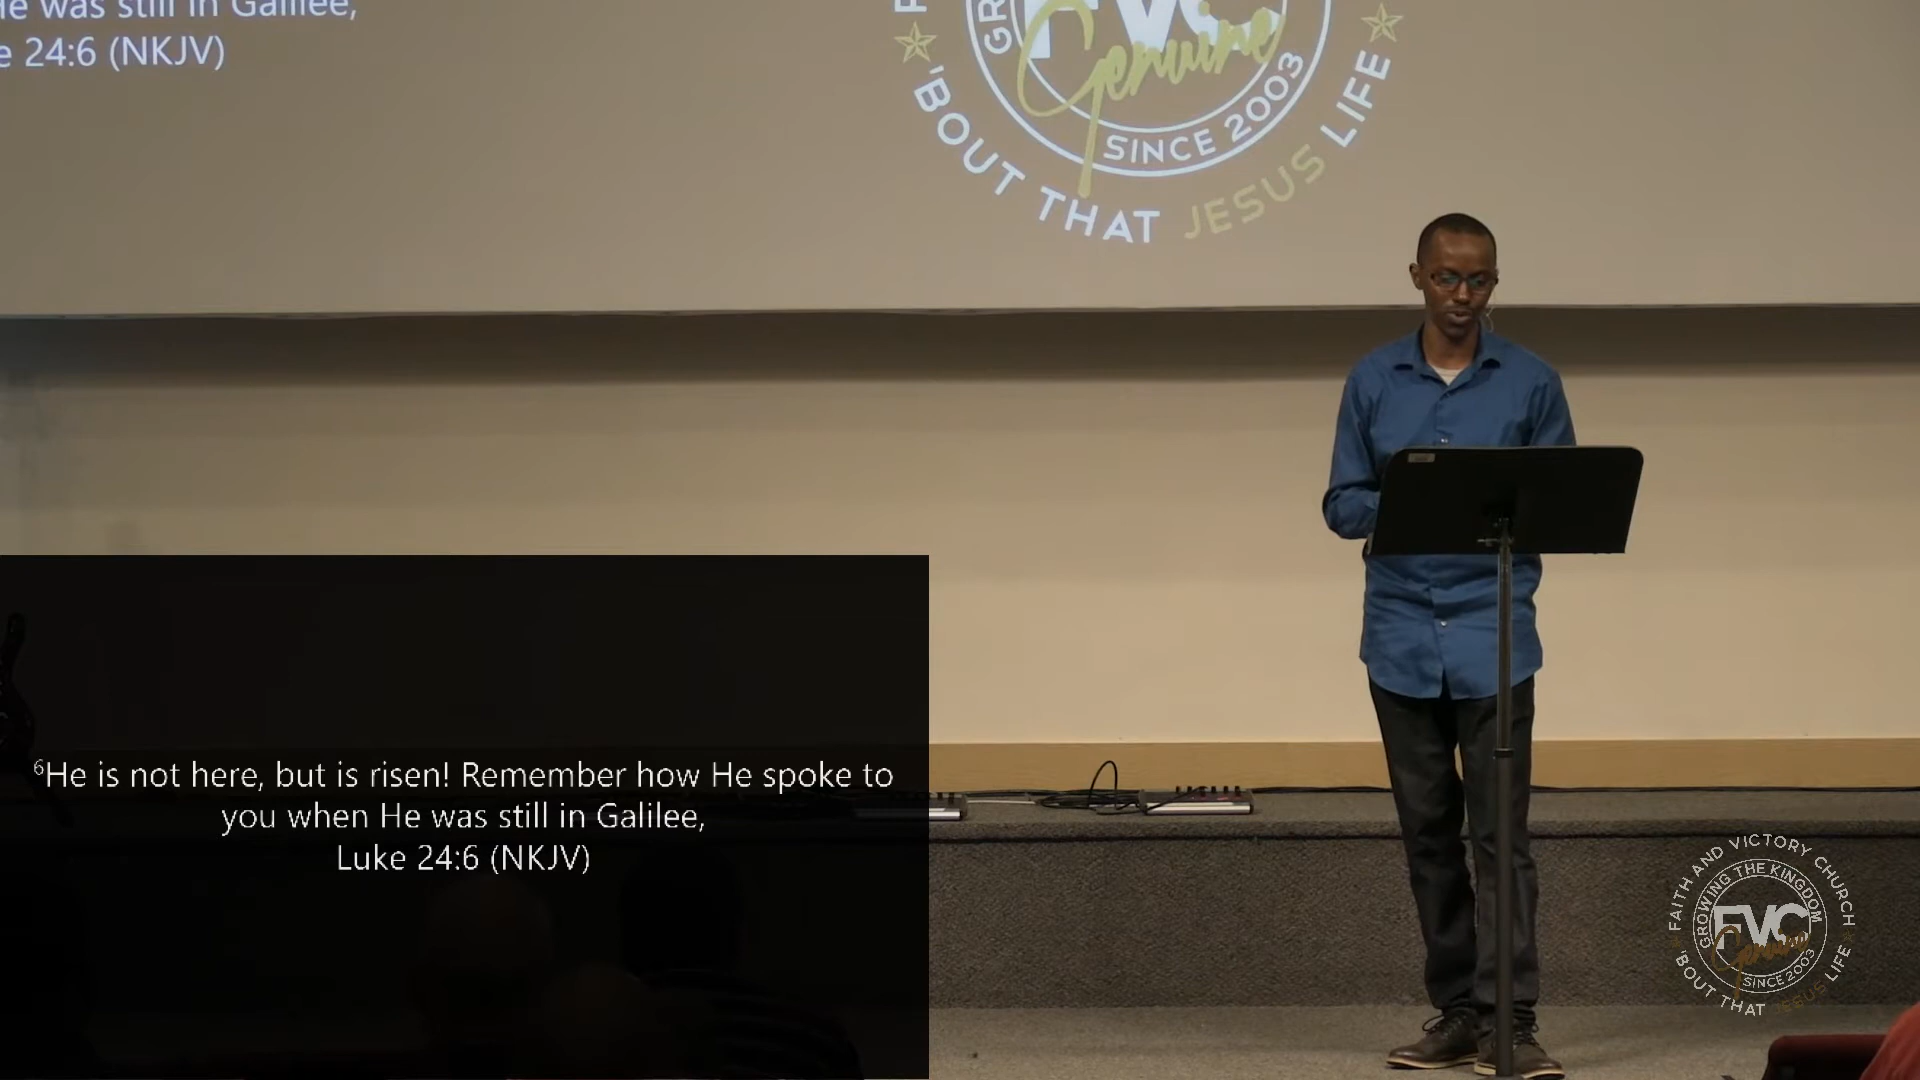 He was still in Galilee,
e 24:6 (NKJV)
FVC
Genuine
SINCE 2003
'BOUT THAT JESUS LIFE
⁶He is not here, but is risen! Remember how He spoke to
you when He was still in Galilee,
Luke 24:6 (NKJV)
FAITH AND VICTORY CHURCH
GROWING THE KINGDOM
FVC
Genuine
SINCE 2003
'BOUT THAT JESUS LIFE